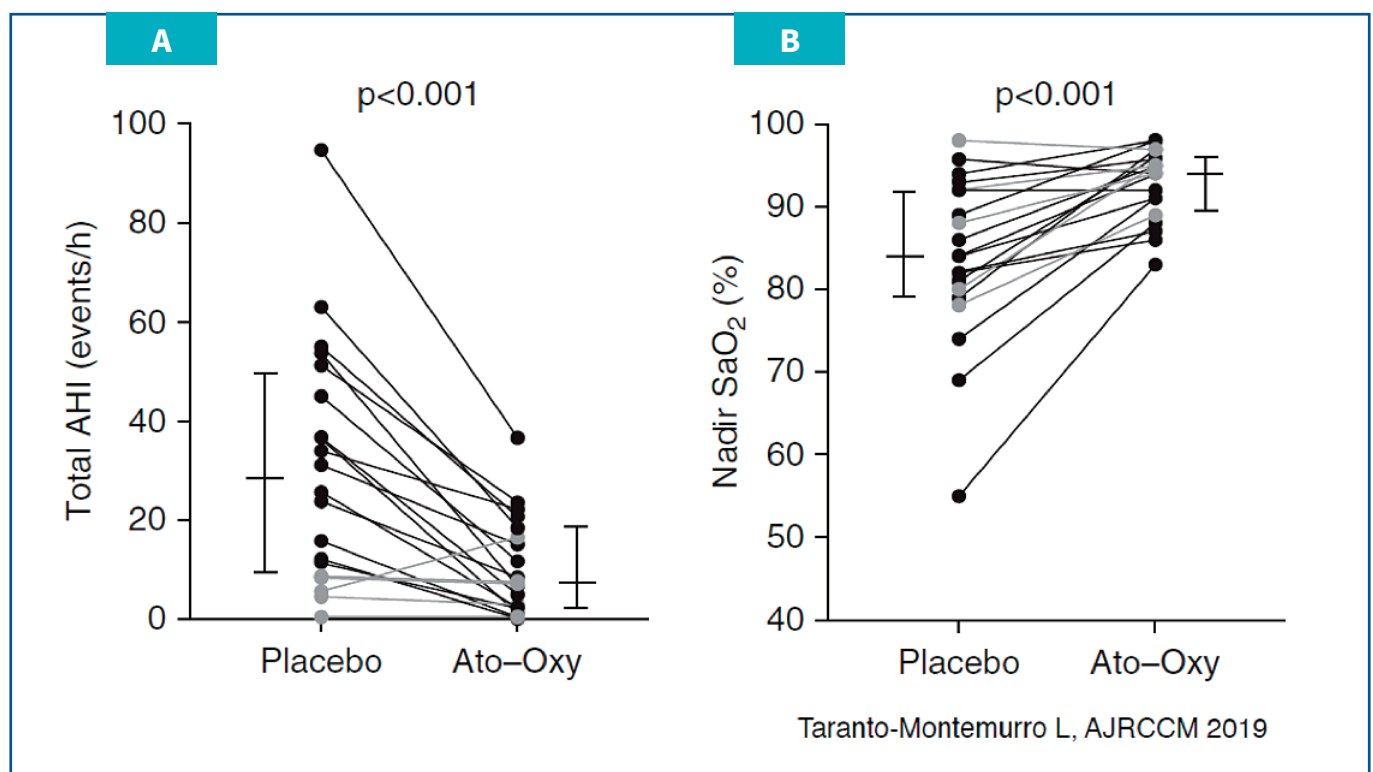 A
p<0.001
Total AHI (events/h)
100
80
60
40
20
0
Placebo
Ato–Oxy
B
p<0.001
Nadir SaO₂ (%)
100
90
80
70
60
50
40
Placebo
Ato–Oxy
Taranto-Montemurro L, AJRCCM 2019